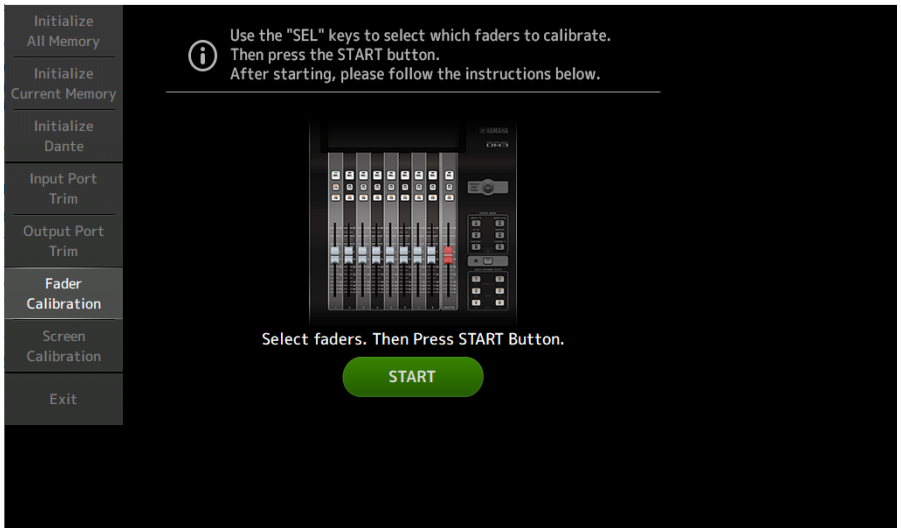 Initialize
All Memory
Initialize
Current Memory
Initialize
Dante
Input Port
Trim
Output Port
Trim
Fader
Calibration
Screen
Calibration
Exit
Use the "SEL" keys to select which faders to calibrate.
Then press the START button.
After starting, please follow the instructions below.
YAMAHA
DM3
Select faders. Then Press START Button.
START